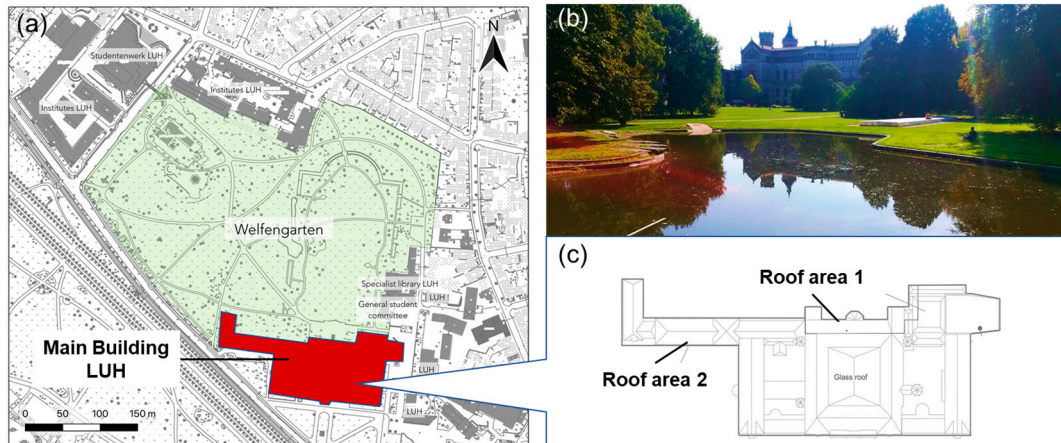 (a)
N
Studentenwerk LUH
Institutes LUH
Institutes LUH
Welfengarten
Specialist library LUH
LUH
General student
committee
Main Building
LUH
LUH
LUH
0 50 100 150 m
(b)
(c)
Roof area 1
Roof area 2
Glass roof